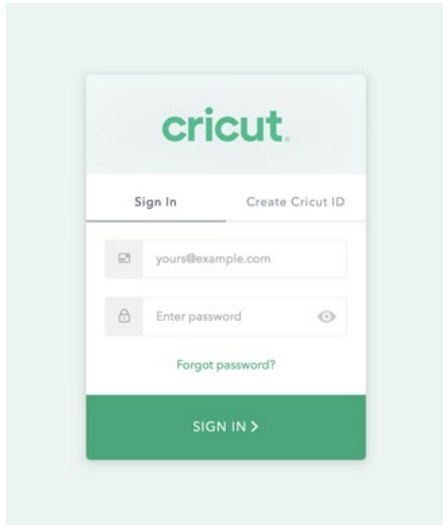 cricut
Sign In Create Cricut ID
yours@example.com
Enter password
Forgot password?
SIGN IN >